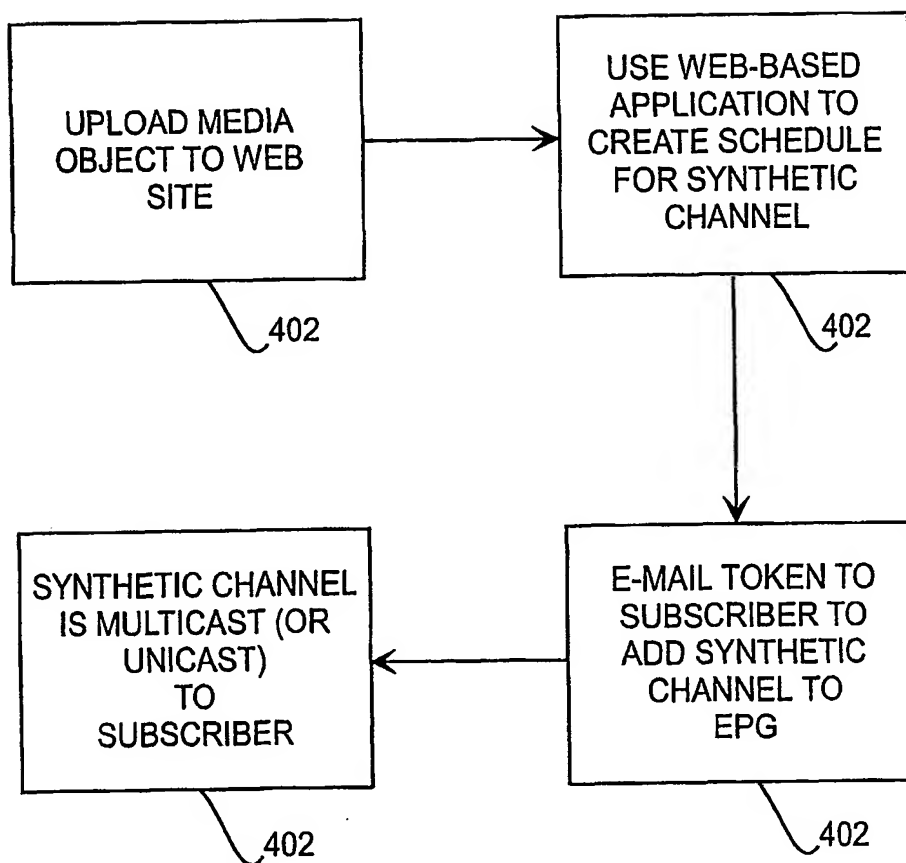 UPLOAD MEDIA
OBJECT TO WEB
SITE
402
USE WEB-BASED
APPLICATION TO
CREATE SCHEDULE
FOR SYNTHETIC
CHANNEL
402
E-MAIL TOKEN TO
SUBSCRIBER TO
ADD SYNTHETIC
CHANNEL TO
EPG
402
SYNTHETIC CHANNEL
IS MULTICAST (OR
UNICAST)
TO
SUBSCRIBER
402